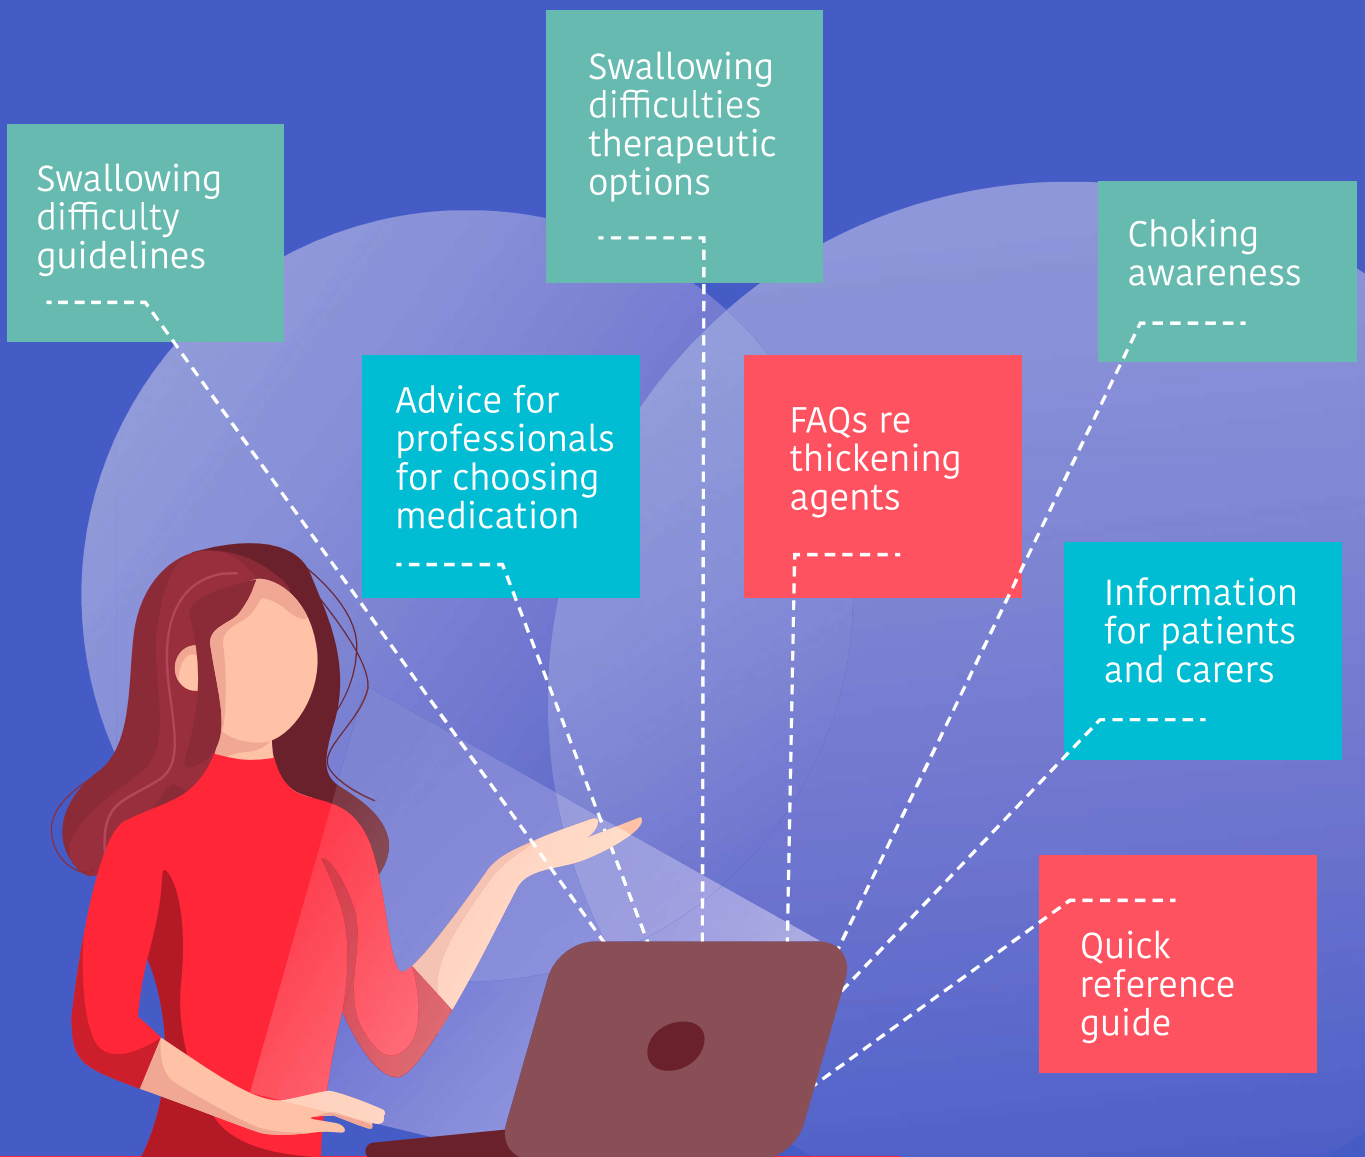 Swallowing
difficulties
therapeutic
options
Swallowing
difficulty
guidelines
Choking
awareness
Advice for
professionals
for choosing
medication
FAQs re
thickening
agents
Information
for patients
and carers
Quick
reference
guide